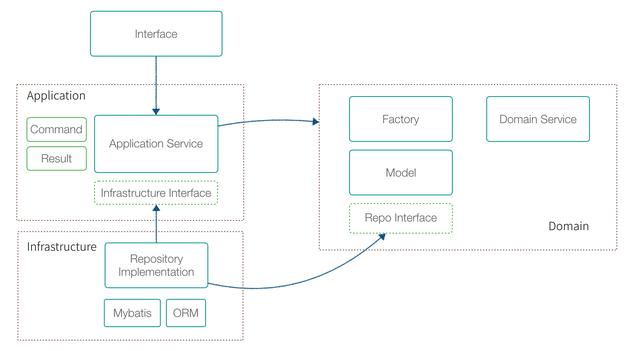 Interface
Application
Command
Result
Application Service
Infrastructure Interface
Infrastructure
Repository
Implementation
Mybatis
ORM
Factory
Domain Service
Model
Repo Interface
Domain